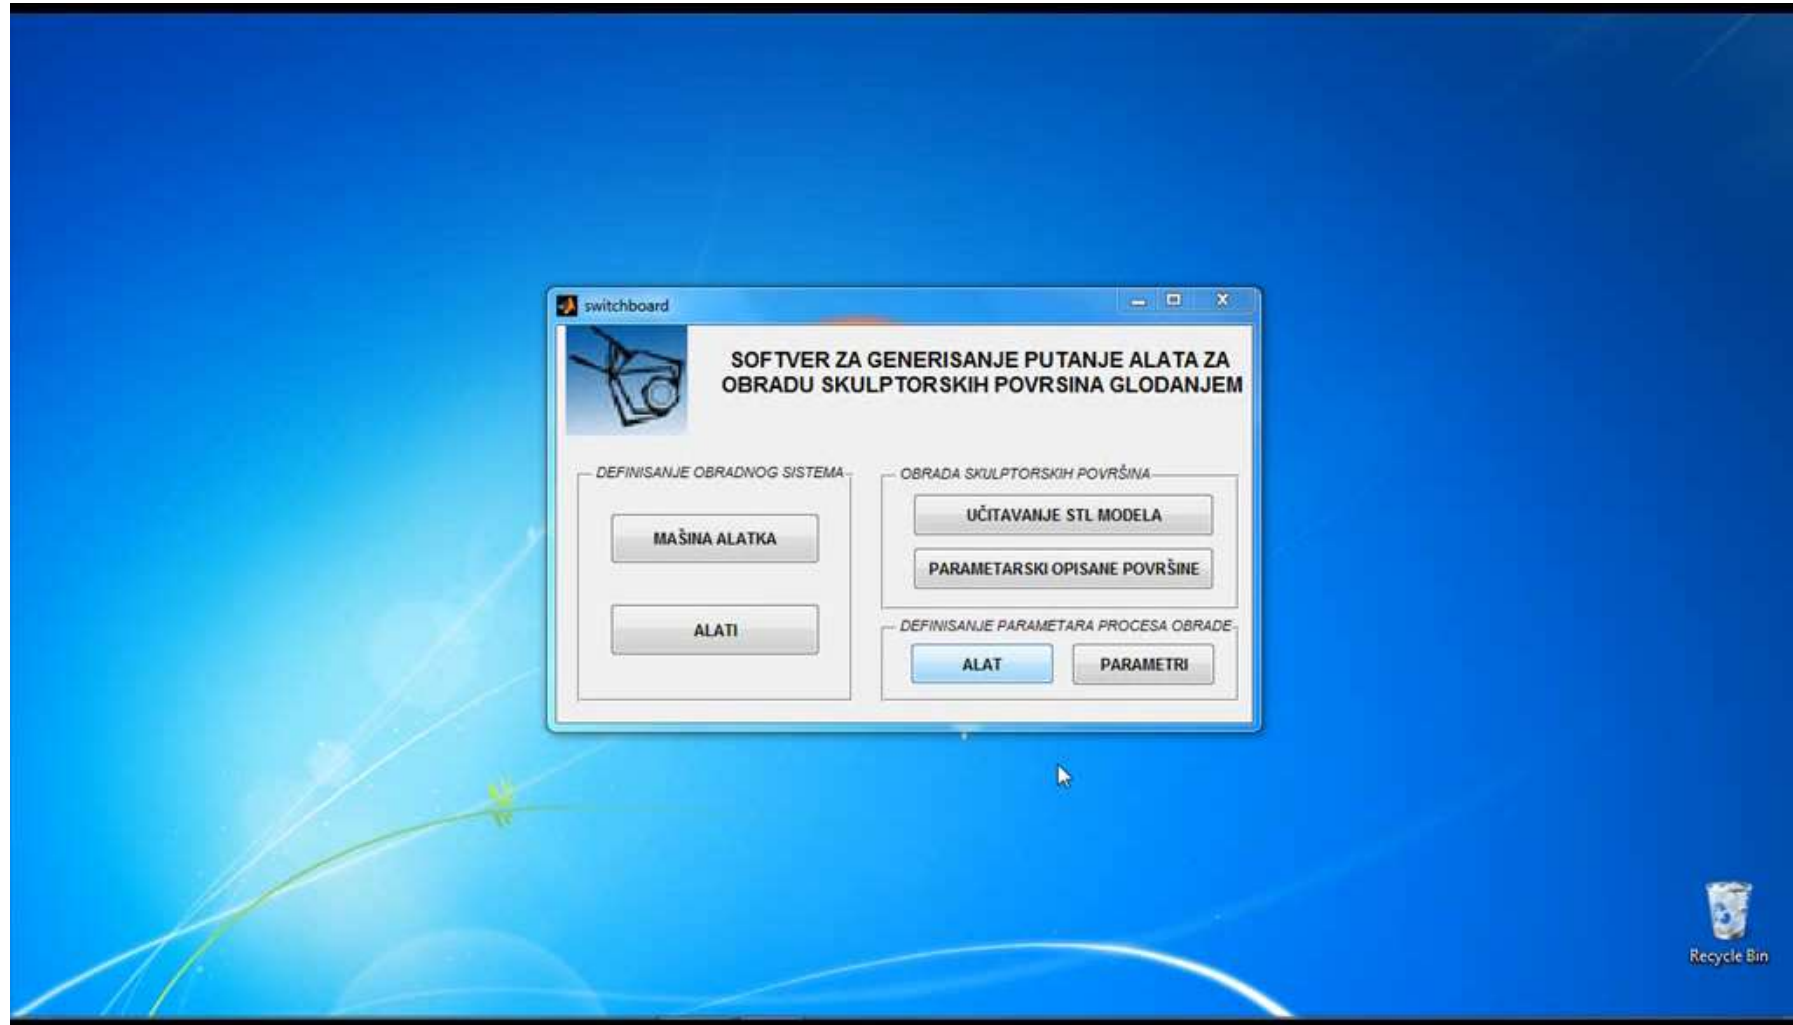 switchboard
SOFTVER ZA GENERISANJE PUTANJE ALATA ZA
OBRADU SKULPTORSKIH POVRSINA GLODANJEM
DEFINISANJE OBRADNOG SISTEMA
MAŠINA ALATKA
ALATI
OBRADA SKULPTORSKIH POVRŠINA
UČITAVANJE STL MODELA
PARAMETARSKI OPISANE POVRŠINE
DEFINISANJE PARAMETARA PROCESA OBRADE
ALAT
PARAMETRI
Recycle Bin